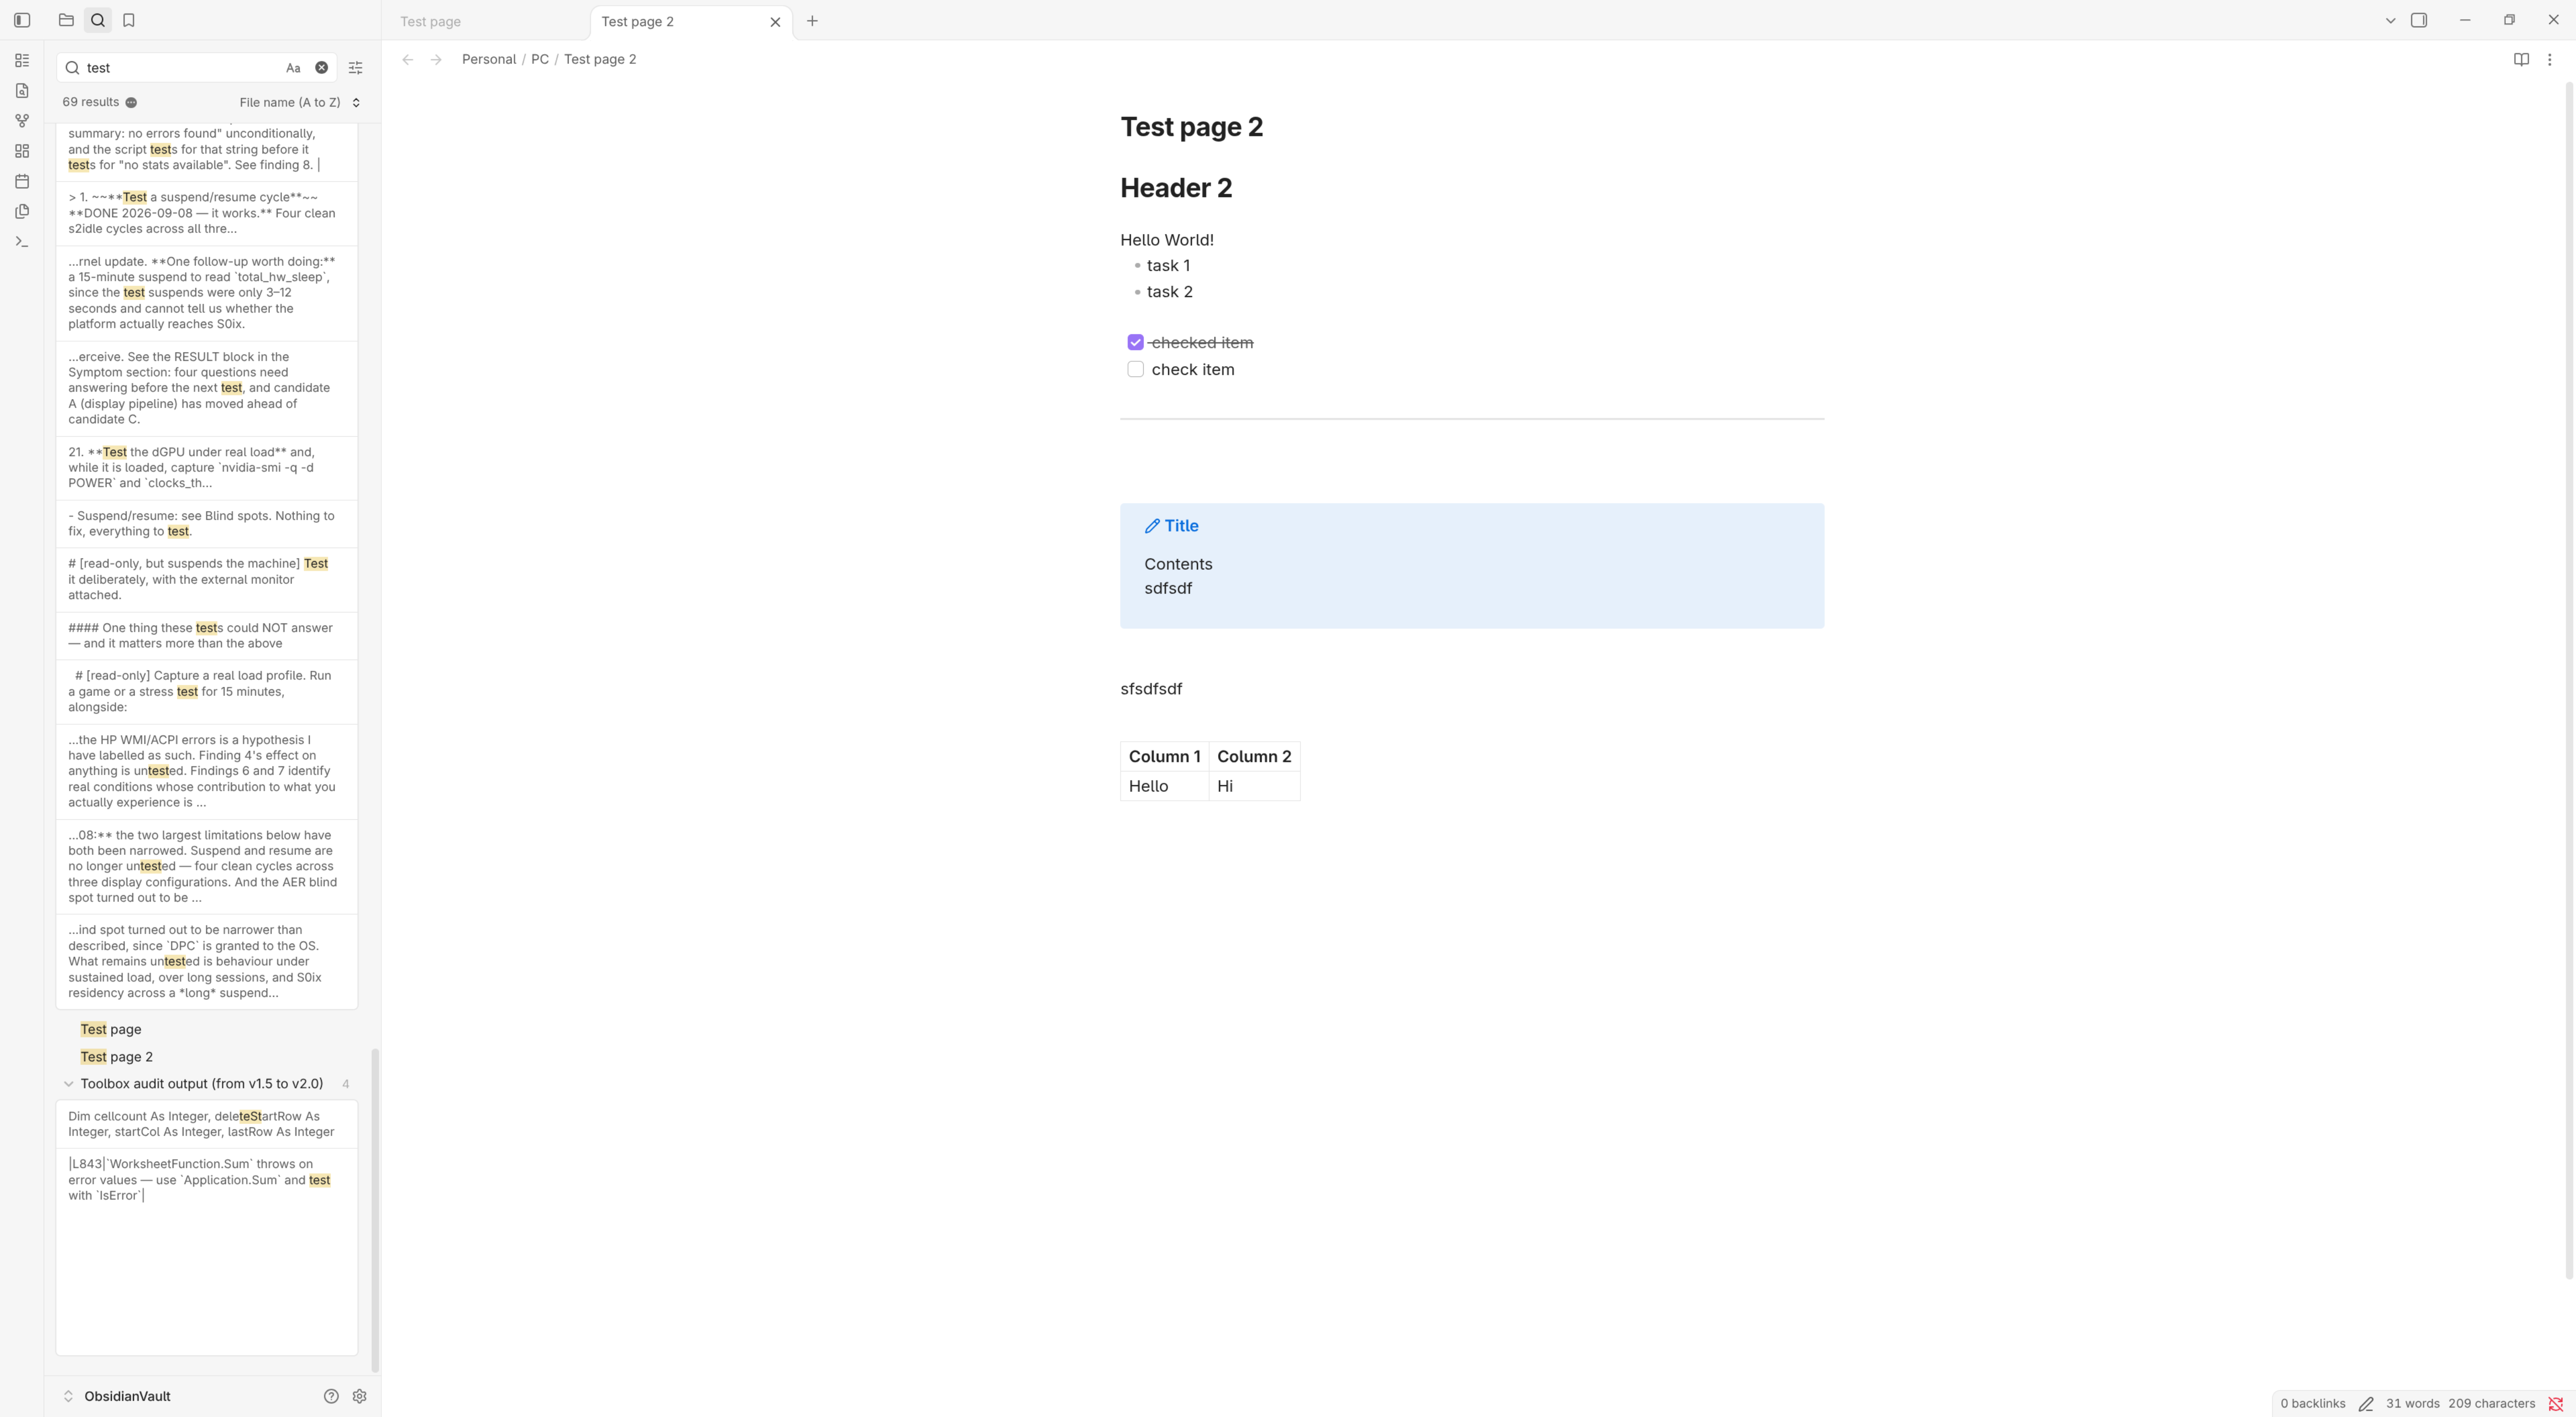 Test page
Test page 2
test
Aa
69 results
File name (A to Z)
summary: no errors found" unconditionally,
and the script tests for that string before it
tests for "no stats available". See finding 8. |
> 1. ~~**Test a suspend/resume cycle**~~
**DONE 2026-09-08 — it works.** Four clean
s2idle cycles across all thre...
...rnel update. **One follow-up worth doing:**
a 15-minute suspend to read `total_hw_sleep`,
since the test suspends were only 3–12
seconds and cannot tell us whether the
platform actually reaches S0ix.
...erceive. See the RESULT block in the
Symptom section: four questions need
answering before the next test, and candidate
A (display pipeline) has moved ahead of
candidate C.
21. **Test the dGPU under real load** and,
while it is loaded, capture `nvidia-smi -q -d
POWER` and `clocks_th...
- Suspend/resume: see Blind spots. Nothing to
fix, everything to test.
# [read-only, but suspends the machine] Test
it deliberately, with the external monitor
attached.
#### One thing these tests could NOT answer
— and it matters more than the above
# [read-only] Capture a real load profile. Run
a game or a stress test for 15 minutes,
alongside:
...the HP WMI/ACPI errors is a hypothesis I
have labelled as such. Finding 4's effect on
anything is untested. Findings 6 and 7 identify
real conditions whose contribution to what you
actually experience is ...
...08:** the two largest limitations below have
both been narrowed. Suspend and resume are
no longer untested — four clean cycles across
three display configurations. And the AER blind
spot turned out to be ...
...ind spot turned out to be narrower than
described, since `DPC` is granted to the OS.
What remains untested is behaviour under
sustained load, over long sessions, and S0ix
residency across a *long* suspend...
Test page
Test page 2
Toolbox audit output (from v1.5 to v2.0) 4
Dim cellcount As Integer, deleteStartRow As
Integer, startCol As Integer, lastRow As Integer
|L843|`WorksheetFunction.Sum` throws on
error values — use `Application.Sum` and test
with `IsError`|
ObsidianVault
Personal / PC / Test page 2
Test page 2
Header 2
Hello World!
task 1
task 2
checked item
check item
Title
Contents
sdfsdf
sfsdfsdf
Column 1 Column 2
Hello Hi
0 backlinks 31 words 209 characters